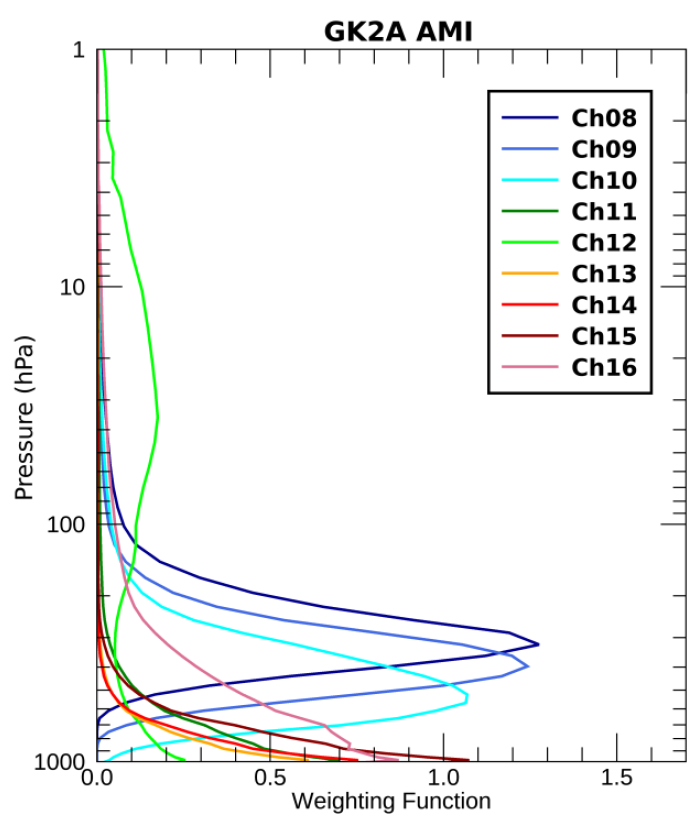 GK2A AMI
1
10
100
1000
Pressure (hPa)
Ch08
Ch09
Ch10
Ch11
Ch12
Ch13
Ch14
Ch15
Ch16
0.0 0.5 1.0 1.5
Weighting Function